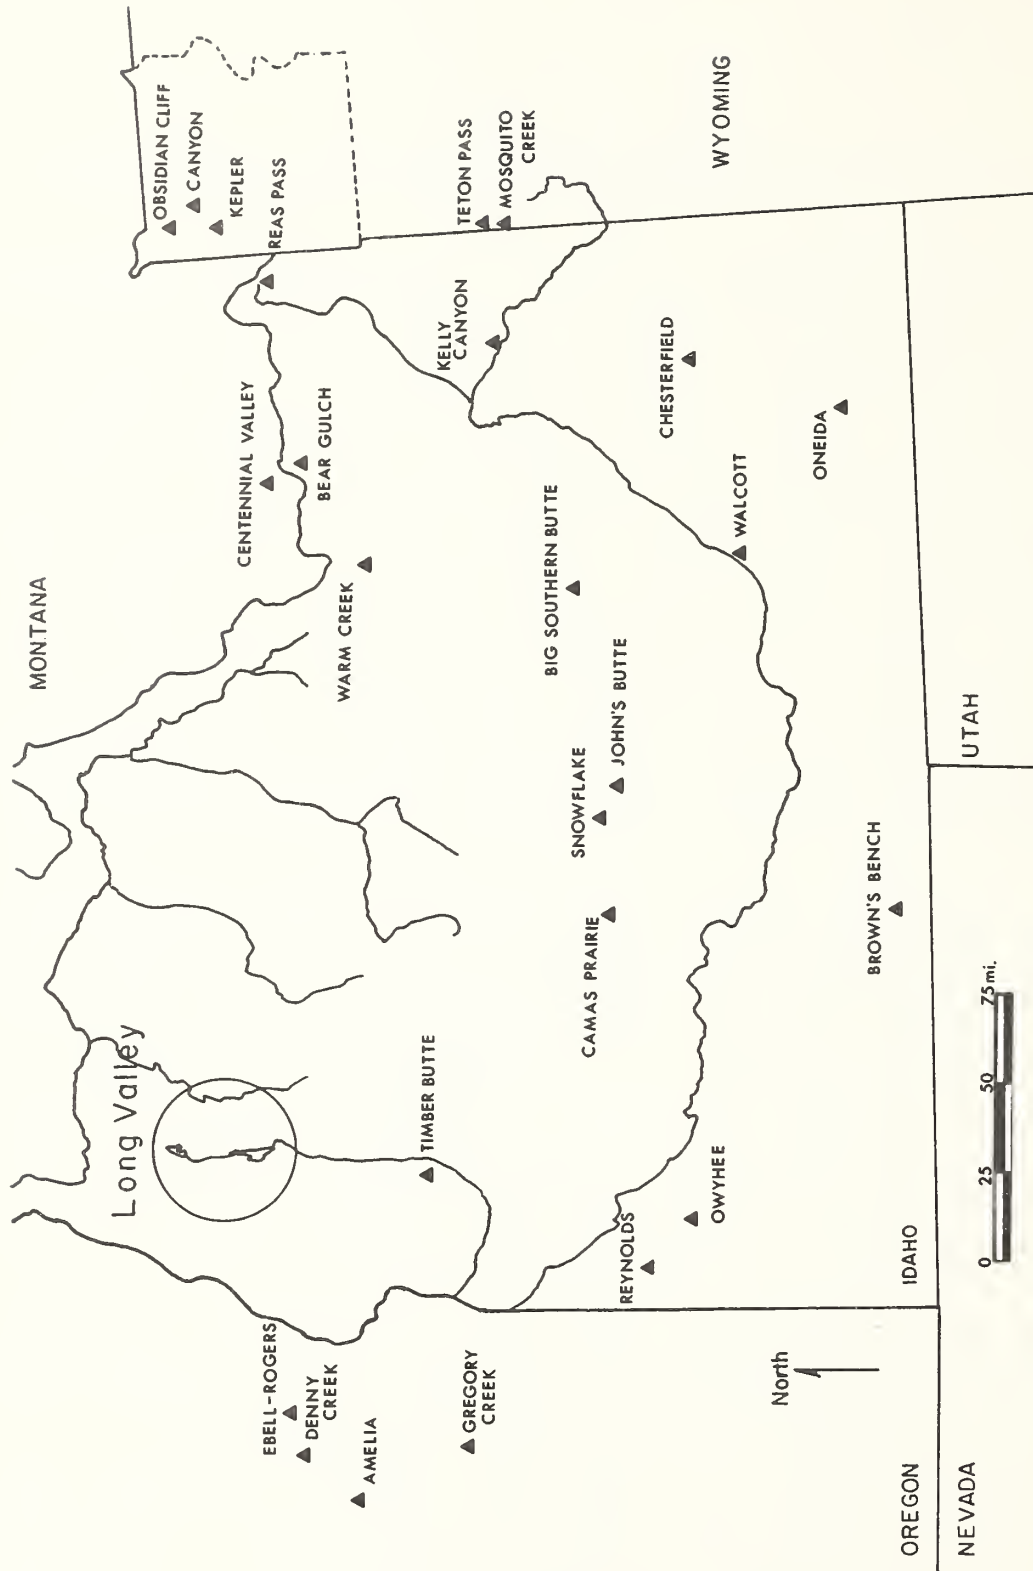 MONTANA
Long Valley
OBSIDIAN CLIFF
CANYON
KEPLER
REAS PASS
CENTENNIAL VALLEY
BEAR GULCH
WARM CREEK
EBELL-ROGERS
DENNY
CREEK
AMELIA
GREGORY
CREEK
TIMBER BUTTE
KELLY
CANYON
TETON PASS
MOSQUITO
CREEK
BIG SOUTHERN BUTTE
SNOWFLAKE
JOHN'S BUTTE
CAMAS PRAIRIE
REYNOLDS
OWYHEE
CHESTERFIELD
WALCOTT
ONEIDA
WYOMING
BROWN'S BENCH
North
OREGON
IDAHO
NEVADA
UTAH
0 25 50 75 mi.